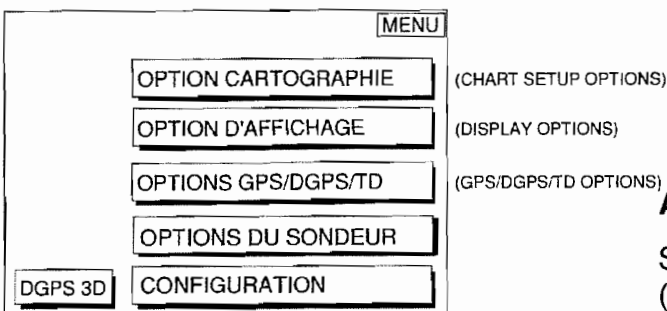 MENU
OPTION CARTOGRAPHIE (CHART SETUP OPTIONS)
OPTION D'AFFICHAGE (DISPLAY OPTIONS)
OPTIONS GPS/DGPS/TD (GPS/DGPS/TD OPTIONS)
OPTIONS DU SONDEUR
DGPS 3D CONFIGURATION